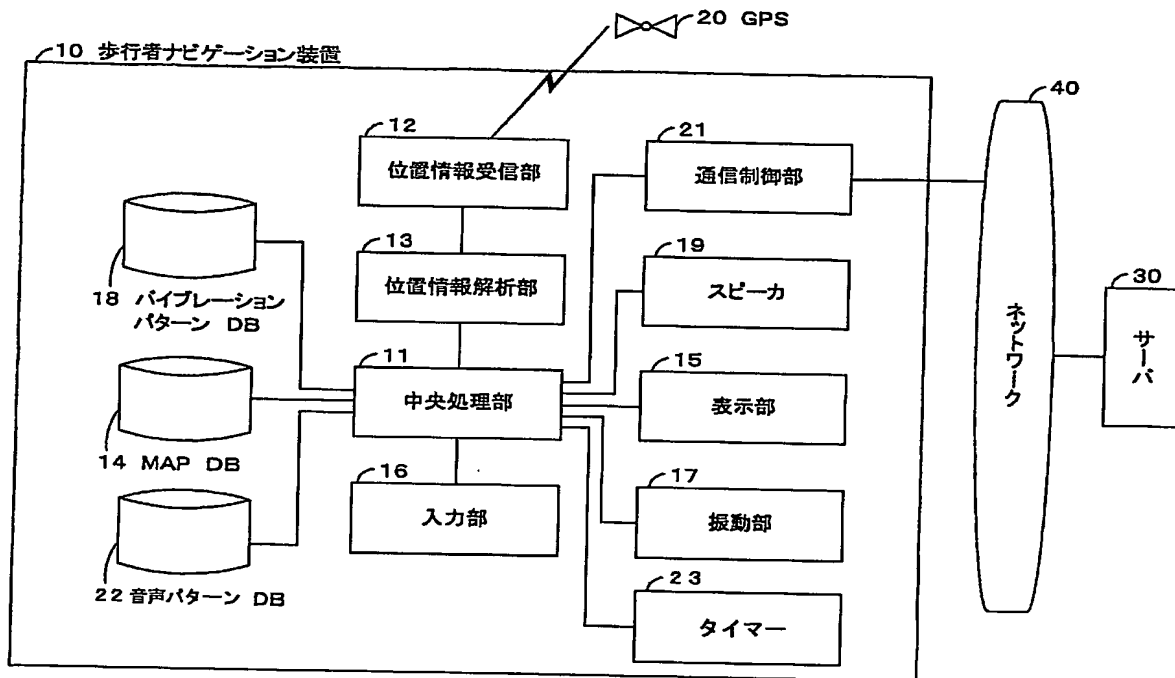 20 GPS
10 歩行者ナビゲーション装置
40
12
位置情報受信部
21
通信制御部
13
位置情報解析部
19
スピーカ
18 バイブレーション
パターン DB
30
サーバ
ネットワーク
11
中央処理部
15
表示部
14 MAP DB
16
入力部
17
振動部
22 音声パターン DB
23
タイマー